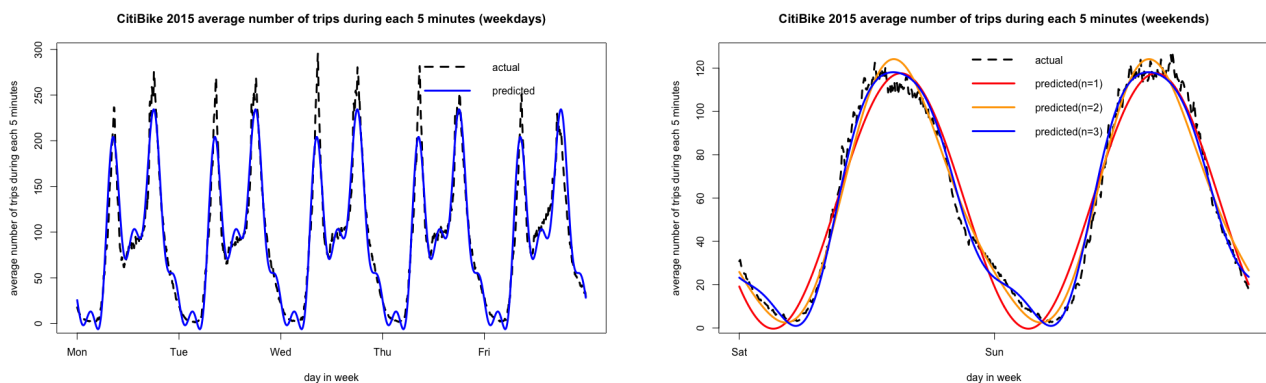 CitiBike 2015 average number of trips during each 5 minutes (weekdays)
average number of trips during each 5 minutes
300
250
200
150
100
50
0
actual
predicted
Mon
Tue
Wed
Thu
Fri
day in week
CitiBike 2015 average number of trips during each 5 minutes (weekends)
average number of trips during each 5 minutes
120
100
80
60
40
20
0
actual
predicted(n=1)
predicted(n=2)
predicted(n=3)
Sat
Sun
day in week